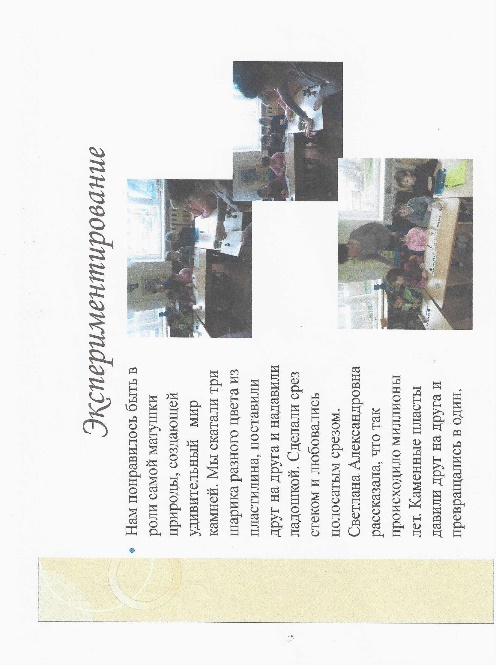 Экспериментирование
Нам понравилось быть в
роли самой матушки
природы, создающей
удивительный мир
камней. Мы скатали три
шарика разного цвета из
пластилина, поставили
друг на друга и надавили
ладошкой. Сделали срез
стеком и любовались
полосатым срезом.
Светлана Александровна
рассказала, что так
происходило миллионы
лет. Каменные пласты
давили друг на друга и
превращались в один.